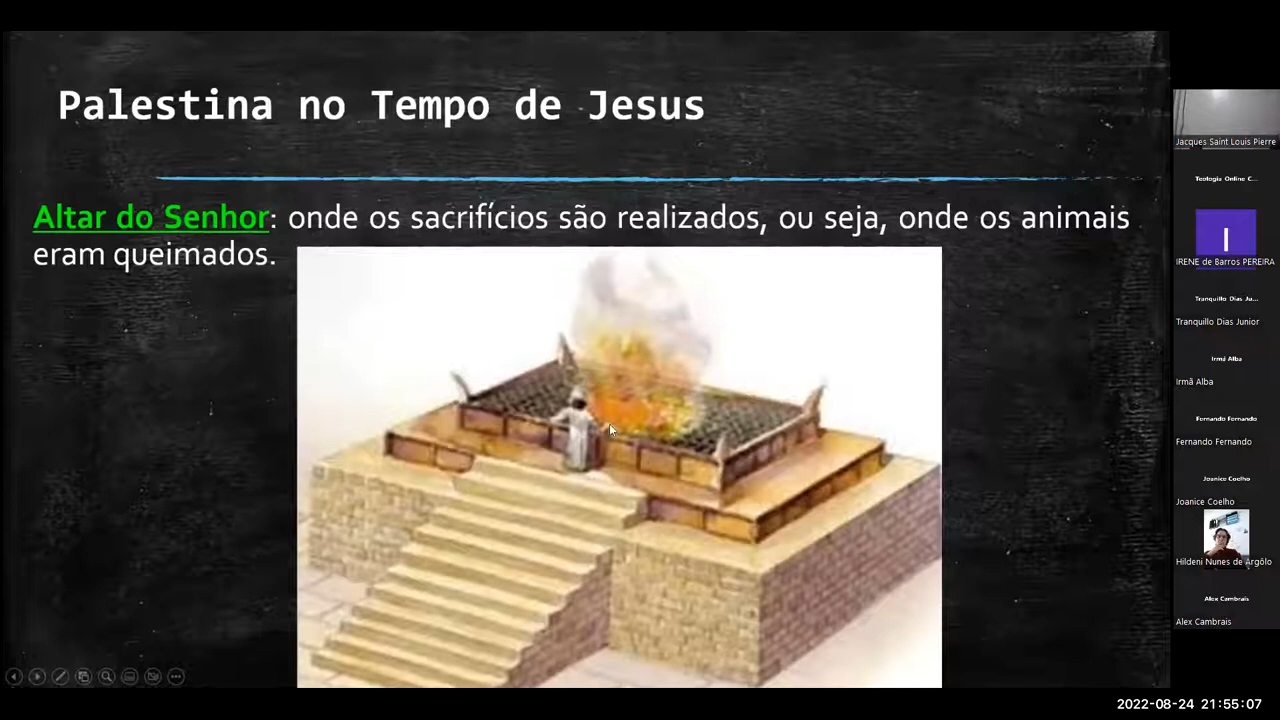 Palestina no Tempo de Jesus
Altar do Senhor: onde os sacrifícios são realizados, ou seja, onde os animais
eram queimados.
Jacques Saint Louis Pierre
Teologia Online C...
I
IRENE de Barros PEREIRA
Tranquillo Dias Ju...
Tranquillo Dias Junior
Irmá Alba
Irmã Alba
Fernando Fernando
Fernando Fernando
Joanice Coelho
Joanice Coelho
Hildeni Nunes de Argôlo
Alex Cambrais
Alex Cambrais
2022-08-24 21:55:07